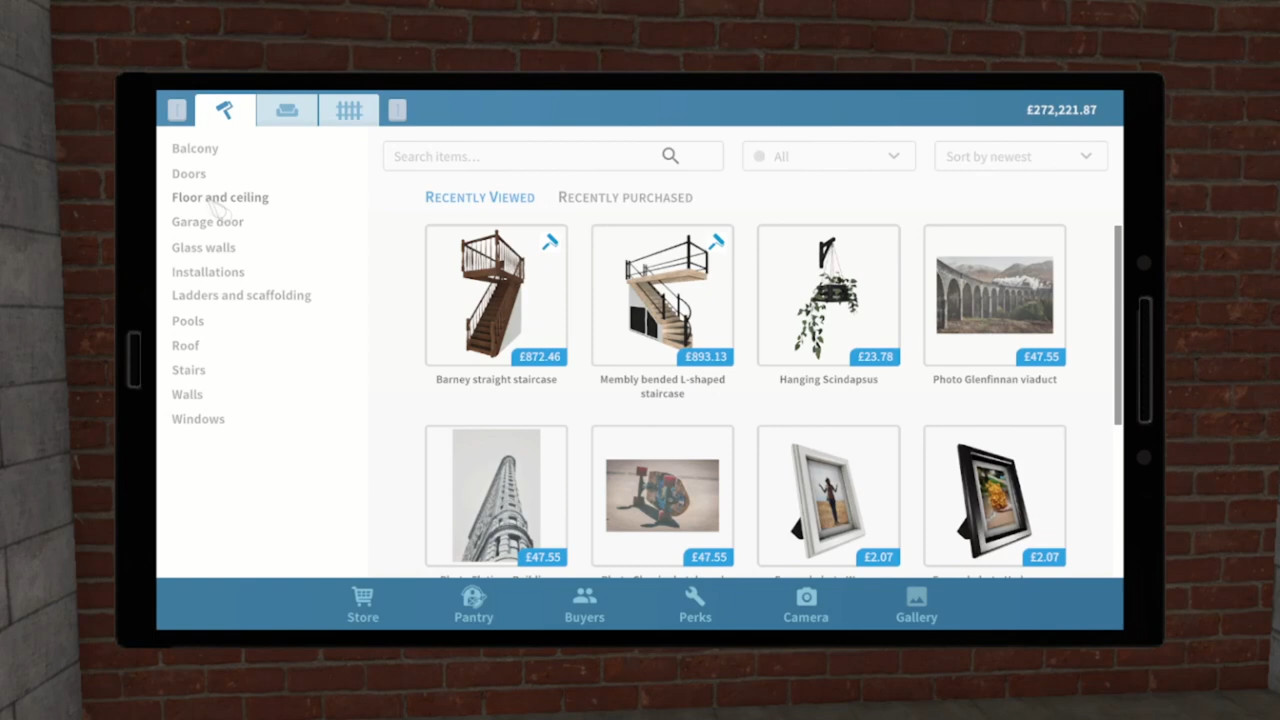 £272,221.87
Balcony
Doors
Floor and ceiling
Garage door
Glass walls
Installations
Ladders and scaffolding
Pools
Roof
Stairs
Walls
Windows
Search items...
All
Sort by newest
Recently Viewed
Recently purchased
£872.46
£893.13
£23.78
£47.55
Barney straight staircase
Membly bended L-shaped
staircase
Hanging Scindapsus
Photo Glenfinnan viaduct
£47.55
£47.55
£2.07
£2.07
Store
Pantry
Buyers
Perks
Camera
Gallery